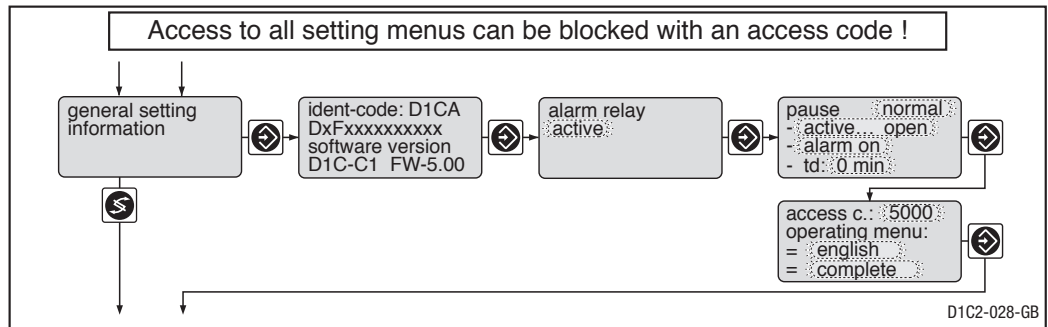 Access to all setting menus can be blocked with an access code !
general setting
information
ident-code: D1CA
DxFxxxxxxxxxx
software version
D1C-C1 FW-5.00
alarm relay
active
pause normal
- active... open
- alarm on
- td: 0 min
access c.: 5000
operating menu:
= english
= complete
D1C2-028-GB